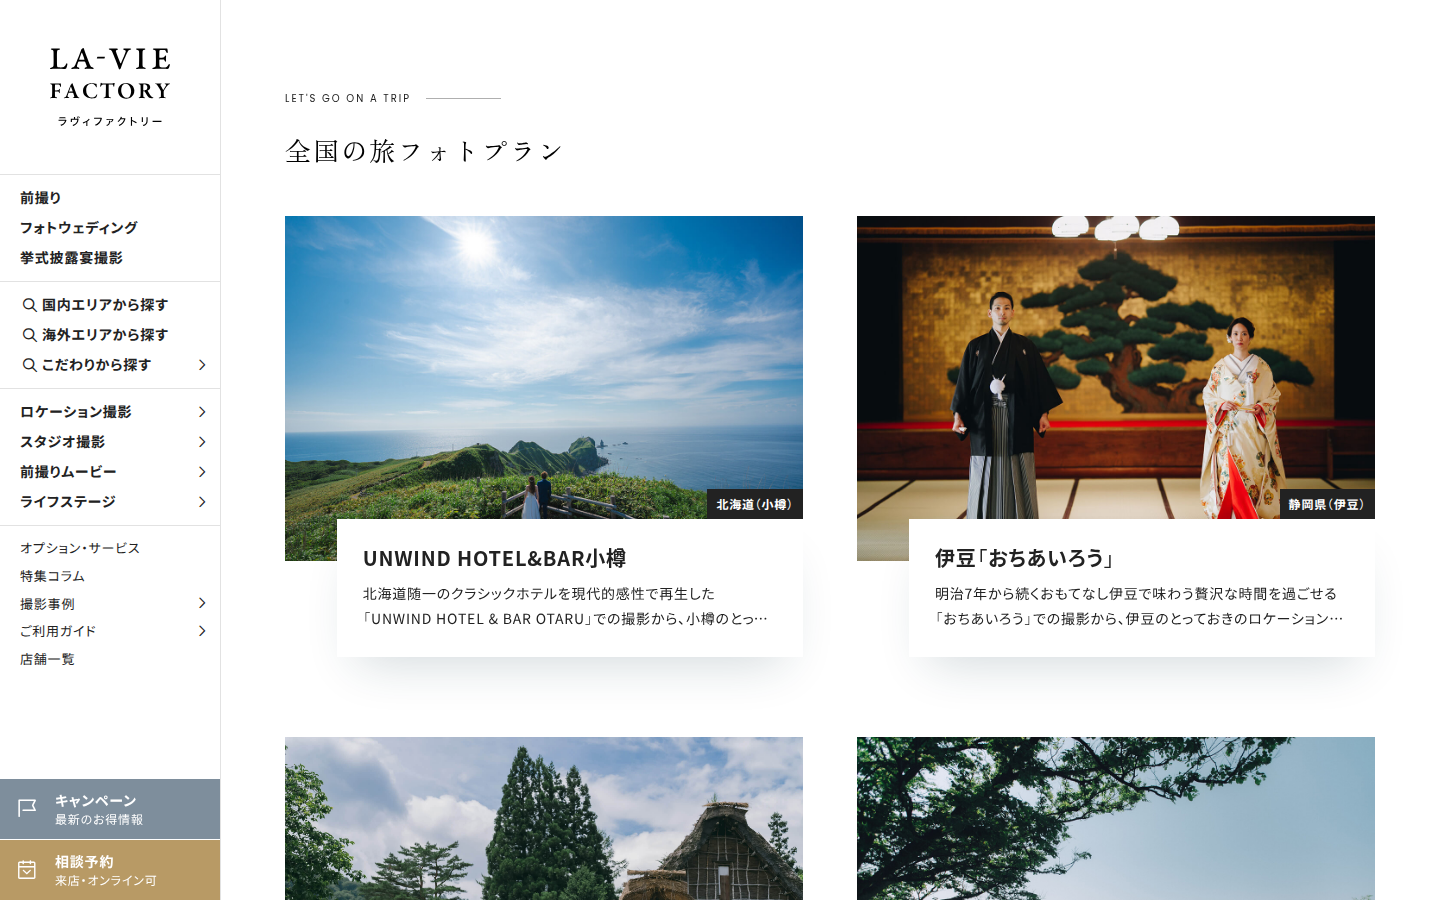 LA-VIE
FACTORY
ラヴィファクトリー
前撮り
フォトウェディング
挙式披露宴撮影
国内エリアから探す
海外エリアから探す
こだわりから探す
ロケーション撮影
スタジオ撮影
前撮りムービー
ライフステージ
オプション・サービス
特集コラム
撮影事例
ご利用ガイド
店舗一覧
キャンペーン
最新のお得情報
相談予約
来店・オンライン可
LET'S GO ON A TRIP
全国の旅フォトプラン
北海道（小樽）
UNWIND HOTEL&BAR小樽
北海道随一のクラシックホテルを現代的感性で再生した
「UNWIND HOTEL & BAR OTARU」での撮影から、小樽のとっ…
静岡県（伊豆）
伊豆「おちあいろう」
明治7年から続くおもてなし伊豆で味わう贅沢な時間を過ごせる
「おちあいろう」での撮影から、伊豆のとっておきのロケーション…